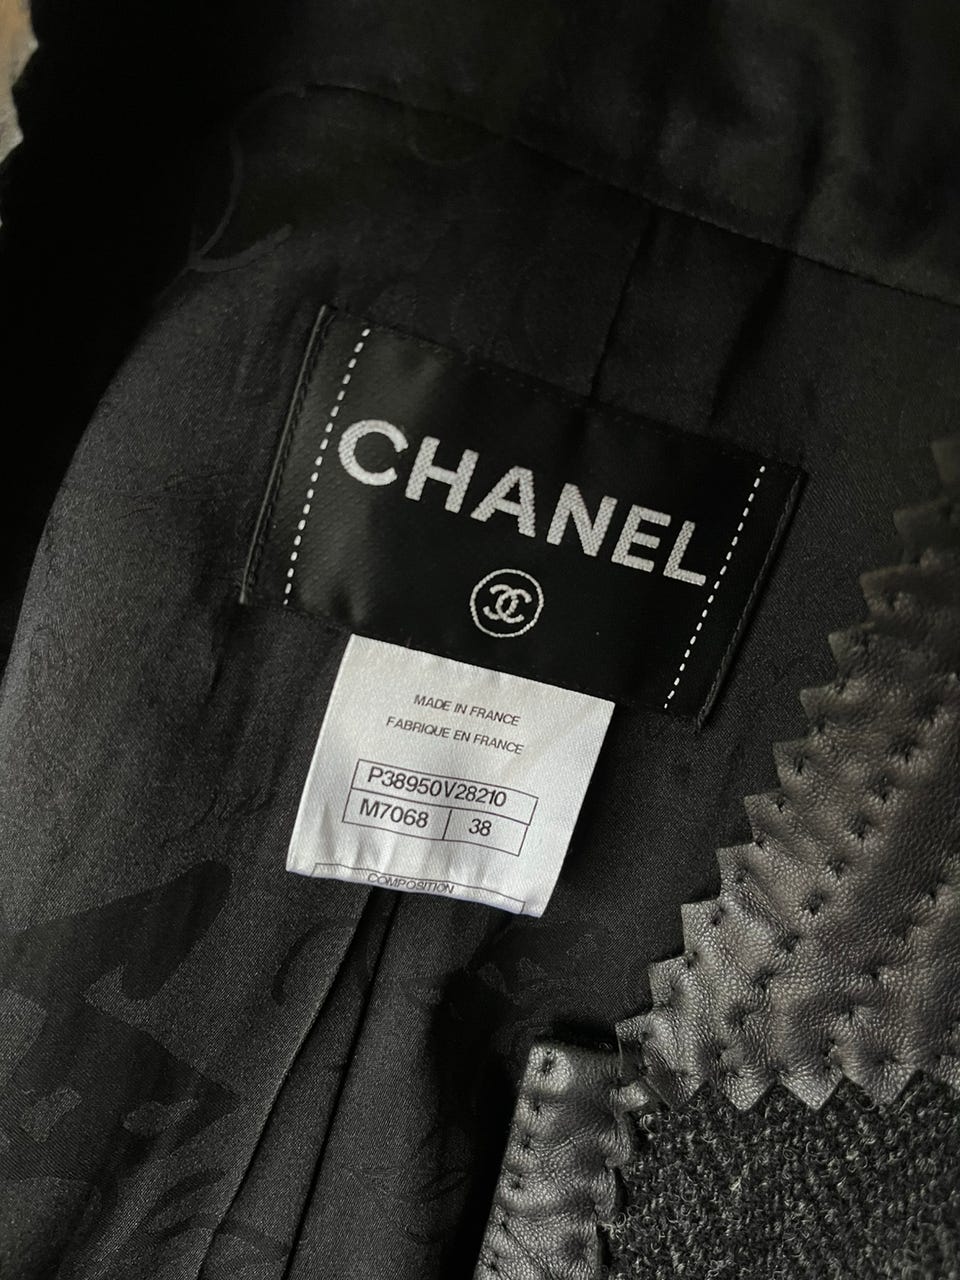 CHANEL
MADE IN FRANCE
FABRIQUE EN FRANCE
P38950V28210
M7068 38
COMPOSITION